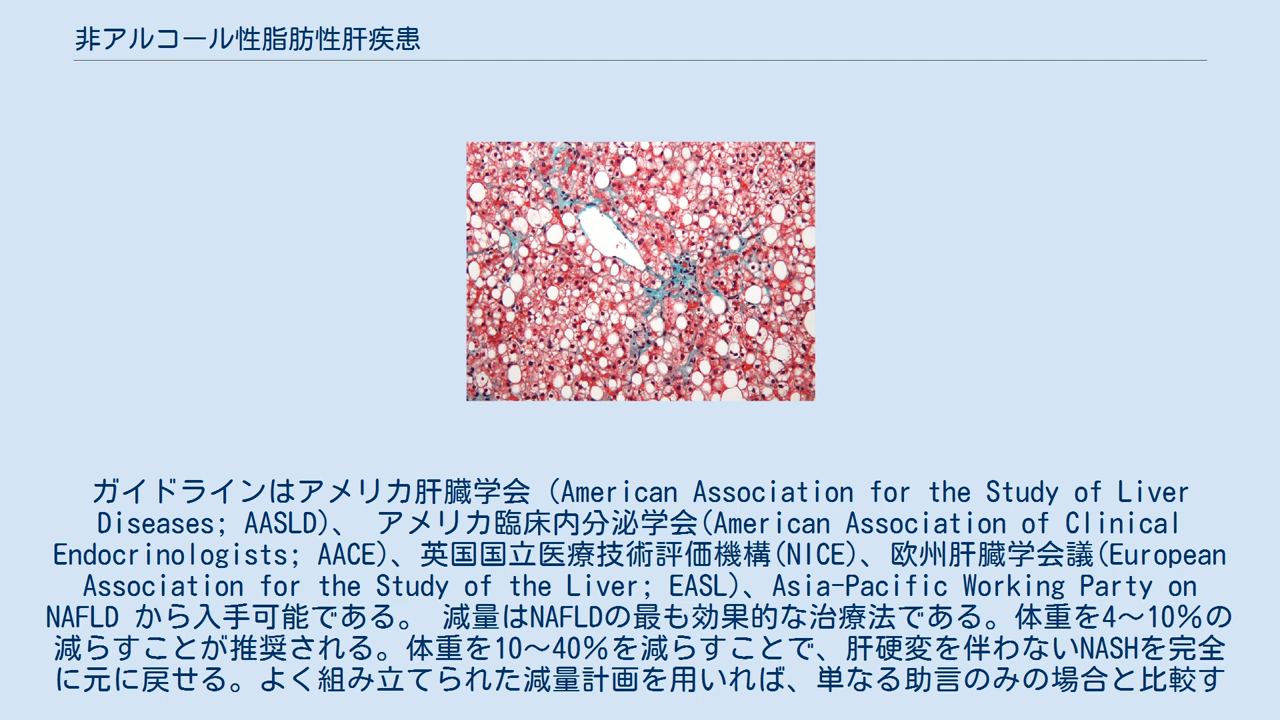 非アルコール性脂肪性肝疾患
ガイドラインはアメリカ肝臓学会 (American Association for the Study of Liver
Diseases; AASLD)、 アメリカ臨床内分泌学会(American Association of Clinical
Endocrinologists; AACE)、英国国立医療技術評価機構(NICE)、欧州肝臓学会議(European
Association for the Study of the Liver; EASL)、Asia-Pacific Working Party on
NAFLD から入手可能である。 減量はNAFLDの最も効果的な治療法である。体重を4～10％の
減らすことが推奨される。体重を10～40％を減らすことで、肝硬変を伴わないNASHを完全
に元に戻せる。よく組み立てられた減量計画を用いれば、単なる助言のみの場合と比較す